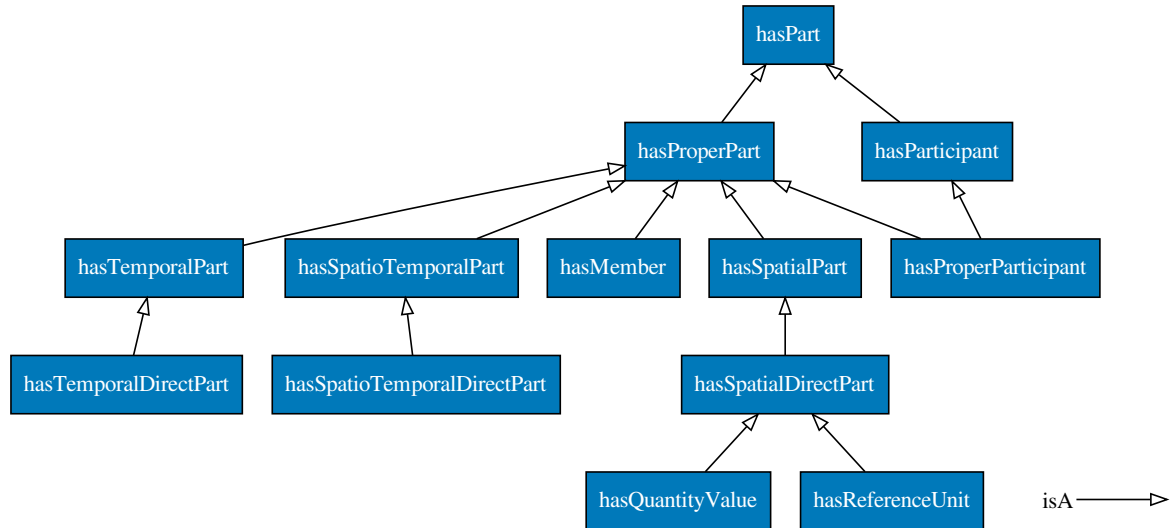 hasPart
hasProperPart
hasParticipant
hasTemporalPart
hasSpatioTemporalPart
hasMember
hasSpatialPart
hasProperParticipant
hasTemporalDirectPart
hasSpatioTemporalDirectPart
hasSpatialDirectPart
hasQuantityValue
hasReferenceUnit
isA